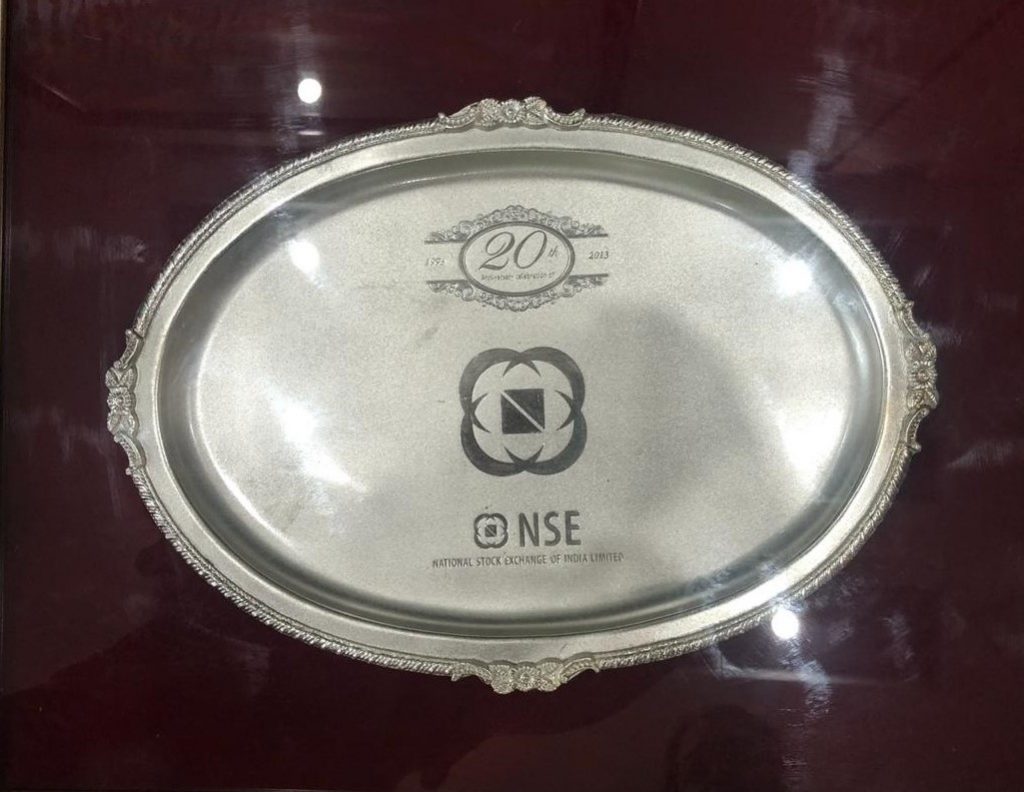 20th
2013
NSE
NATIONAL STOCK EXCHANGE OF INDIA LIMITED